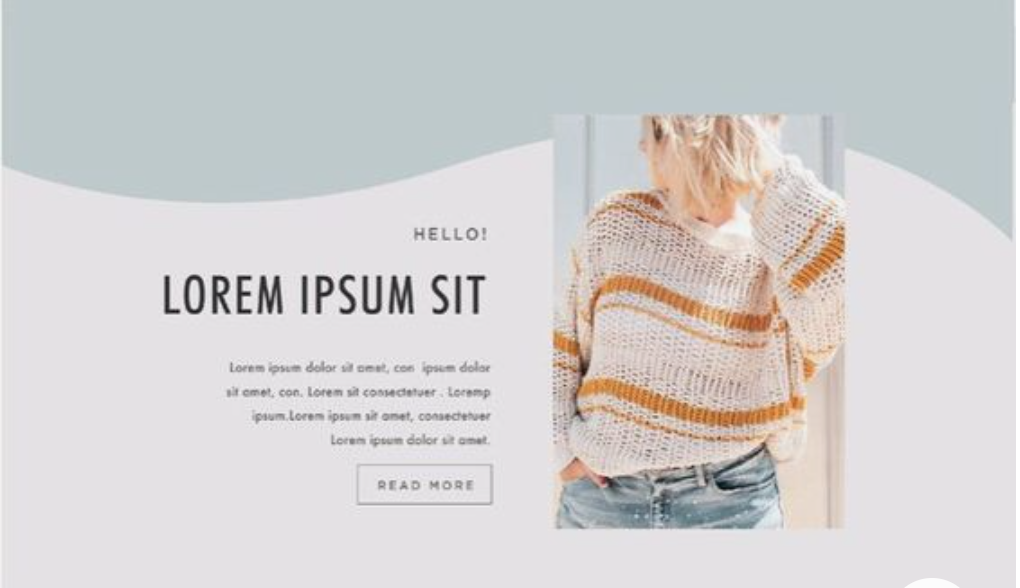 HELLO!
LOREM IPSUM SIT
Lorem ipsum dolor sit amet, con ipsum dolor
sit amet, con. Lorem sit consectetuer . Loremp
ipsum.Lorem ipsum sit amet, consectetuer
Lorem ipsum dolor sit amet.
READ MORE